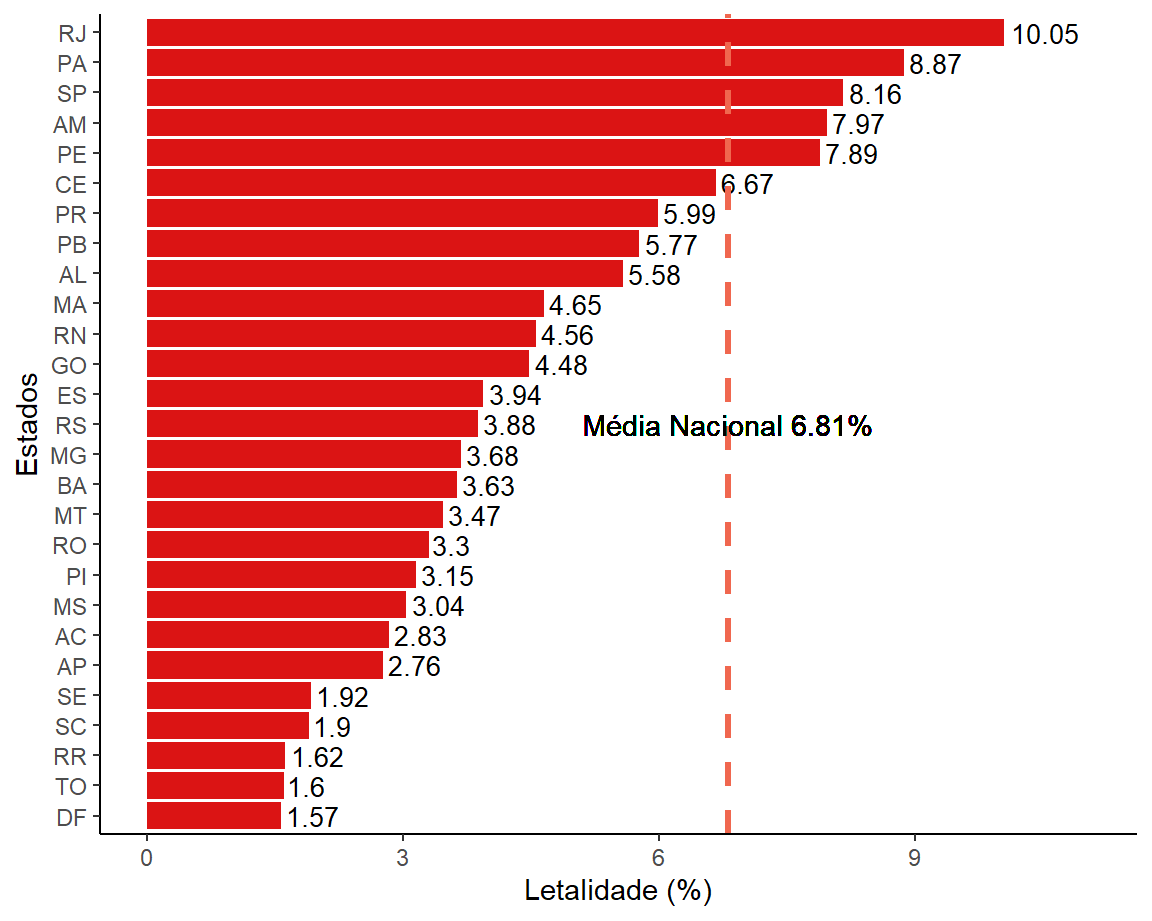 RJ 10.05
PA 8.87
SP 8.16
AM 7.97
PE 7.89
CE 6.67
PR 5.99
PB 5.77
AL 5.58
MA 4.65
RN 4.56
GO 4.48
ES 3.94
RS 3.88 Média Nacional 6.81%
MG 3.68
BA 3.63
MT 3.47
RO 3.3
PI 3.15
MS 3.04
AC 2.83
AP 2.76
SE 1.92
SC 1.9
RR 1.62
TO 1.6
DF 1.57
Estados
0 3 6 9
Letalidade (%)